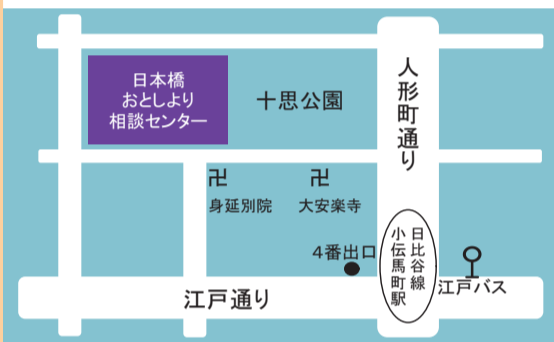 日本橋
おとしより
相談センター
十思公園
人形町通り
卍
身延別院
卍
大安楽寺
4番出口
日比谷線
小伝馬町駅
江戸バス
江戸通り